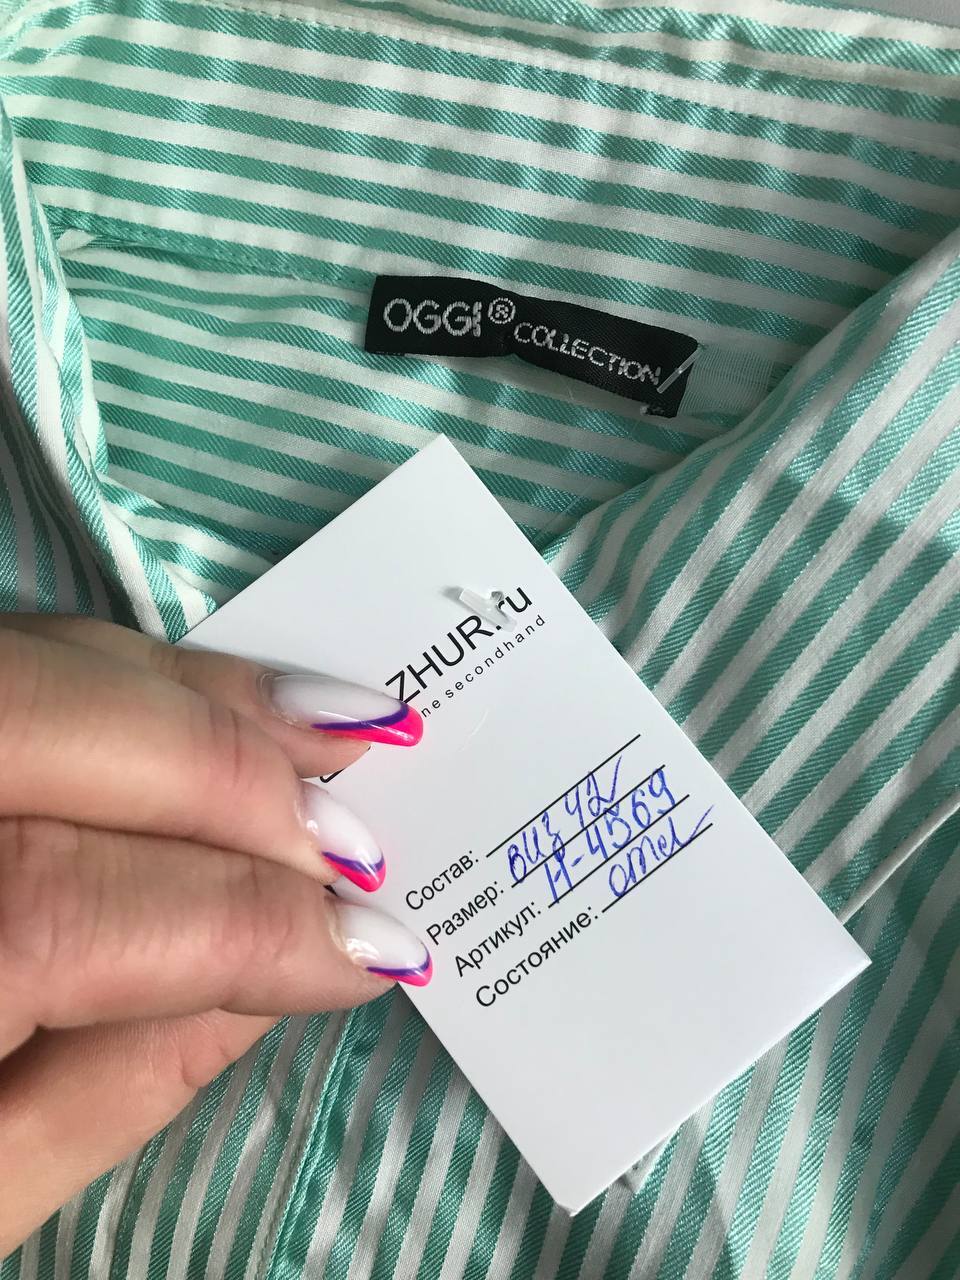 OGGI® COLLECTION
ZHUR.ru
ne secondhand
Состав:
Размер: виз 42
Артикул: Н-4569
Состояние: отл